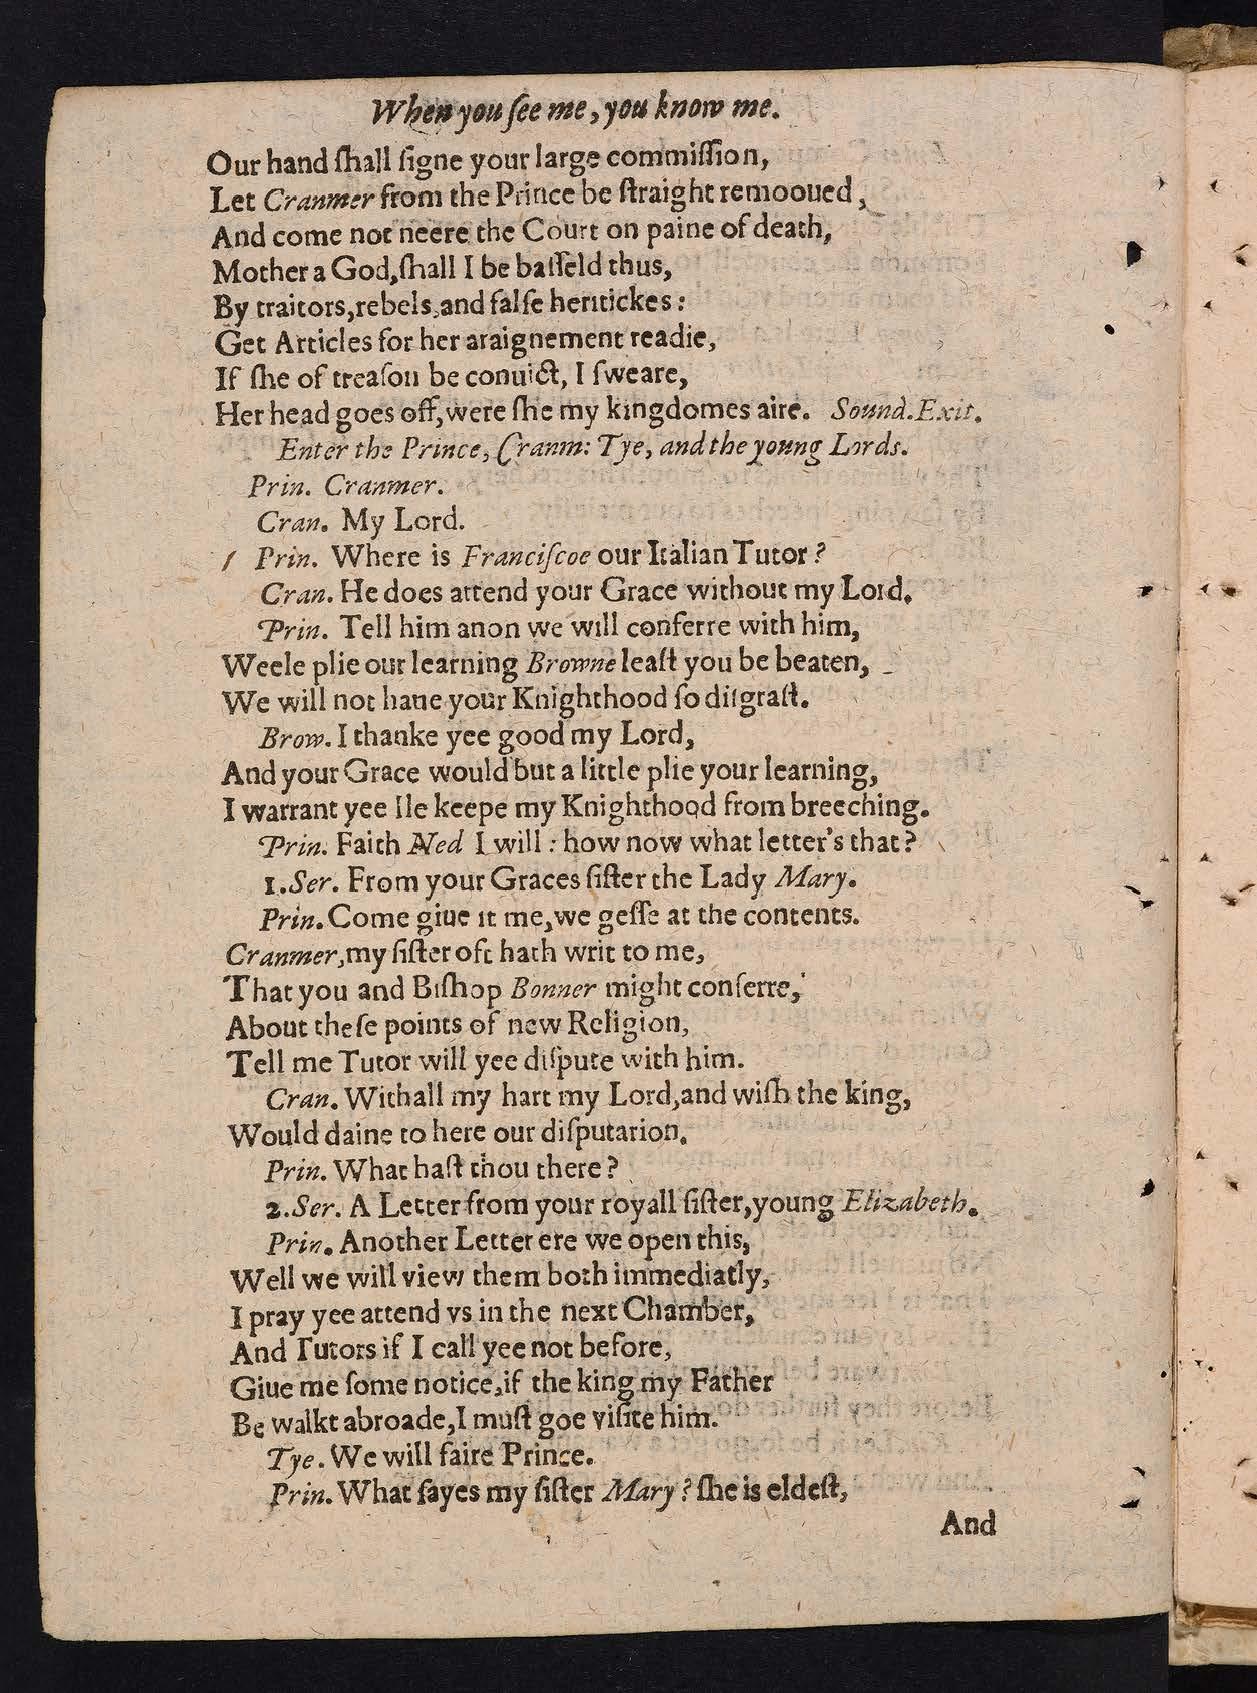 When you ſee me, you know me.
Our hand ſhall ſigne your large commiſſion,
Let Cranmer from the Prince be ſtraight remooued,
And come not neere the Court on paine of death,
Mother a God, ſhall I be baffeld thus,
By traitors, rebels, and falſe heritickes:
Get Articles for her araignement readie,
If ſhe of treaſon be conuict, I ſweare,
Her head goes off, were ſhe my kingdomes aire. Sound. Exit.
Enter the Prince, Cranm: Tye, and the young Lords.
Prin. Cranmer.
Cran. My Lord.
Prin. Where is Franciſcoe our Italian Tutor?
Cran. He does attend your Grace without my Lord.
Prin. Tell him anon we will conferre with him,
Weele plie our learning Browne leaſt you be beaten,
We will not haue your Knighthood ſo diſgraſt.
Brow. I thanke yee good my Lord,
And your Grace would but a little plie your learning,
I warrant yee Ile keepe my Knighthood from breeching.
Prin. Faith Ned I will: how now what letter's that?
1. Ser. From your Graces ſiſter the Lady Mary.
Prin. Come giue it me, we geſſe at the contents.
Cranmer, my ſiſter oft hath writ to me,
That you and Biſhop Bonner might conferre,
About theſe points of new Religion,
Tell me Tutor will yee diſpute with him.
Cran. Withall my hart my Lord, and wiſh the king,
Would daine to here our diſputation.
Prin. What haſt thou there?
2. Ser. A Letter from your royall ſiſter, young Elizabeth.
Prin. Another Letter ere we open this,
Well we will view them both immediatly,
I pray yee attend vs in the next Chamber,
And Tutors if I call yee not before,
Giue me ſome notice, if the king my Father
Be walkt abroade, I muſt goe viſite him.
Tye. We will faire Prince.
Prin. What ſayes my ſiſter Mary? ſhe is eldeſt,
And